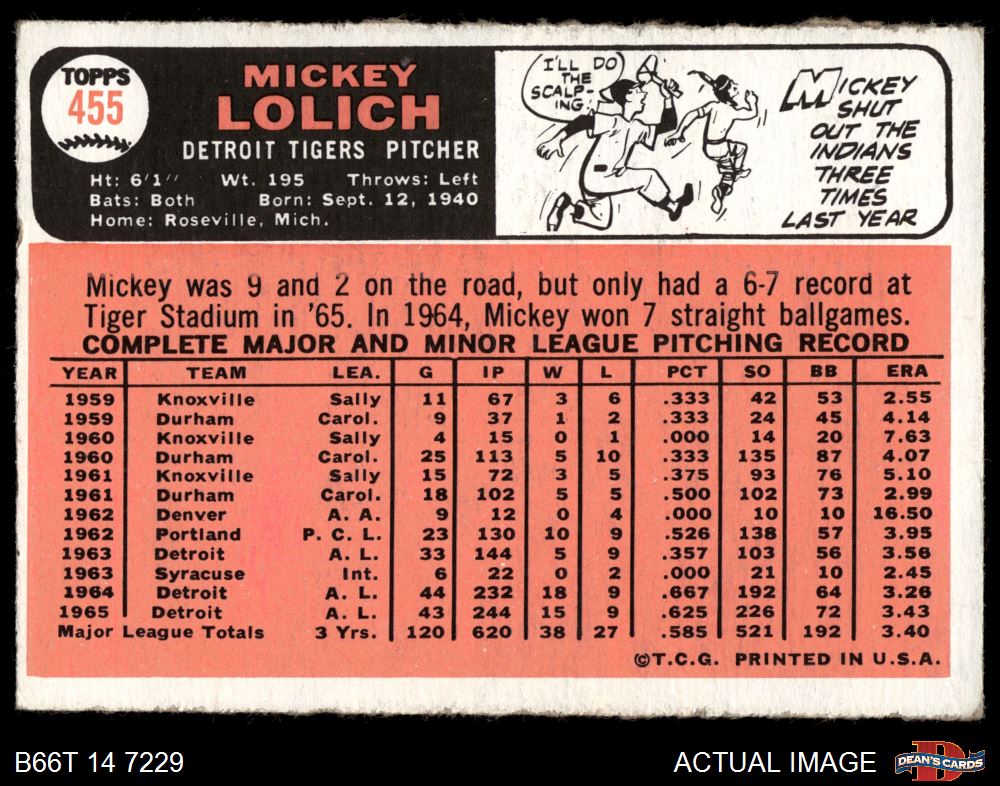 TOPPS
455
MICKEY
LOLICH
DETROIT TIGERS PITCHER
Ht: 6'1" Wt. 195 Throws: Left
Bats: Both Born: Sept. 12, 1940
Home: Roseville, Mich.
I'LL DO
THE
SCALP-
ING!
MICKEY
SHUT
OUT THE
INDIANS
THREE
TIMES
LAST YEAR
Mickey was 9 and 2 on the road, but only had a 6-7 record at
Tiger Stadium in '65. In 1964, Mickey won 7 straight ballgames.
COMPLETE MAJOR AND MINOR LEAGUE PITCHING RECORD
YEAR TEAM LEA. G IP W L PCT SO BB ERA
1959 Knoxville Sally 11 67 3 6 .333 42 53 2.55
1959 Durham Carol. 9 37 1 2 .333 24 45 4.14
1960 Knoxville Sally 4 15 0 1 .000 14 20 7.63
1960 Durham Carol. 25 113 5 10 .333 135 87 4.07
1961 Knoxville Sally 15 72 3 5 .375 93 76 5.10
1961 Durham Carol. 18 102 5 5 .500 102 73 2.99
1962 Denver A. A. 9 12 0 4 .000 10 10 16.50
1962 Portland P. C. L. 23 130 10 9 .526 138 57 3.95
1963 Detroit A. L. 33 144 5 9 .357 103 56 3.56
1963 Syracuse Int. 6 22 0 2 .000 21 10 2.45
1964 Detroit A. L. 44 232 18 9 .667 192 64 3.26
1965 Detroit A. L. 43 244 15 9 .625 226 72 3.43
Major League Totals 3 Yrs. 120 620 38 27 .585 521 192 3.40
©T.C.G. PRINTED IN U.S.A.
B66T 14 7229
ACTUAL IMAGE
D
DEAN'S CARDS